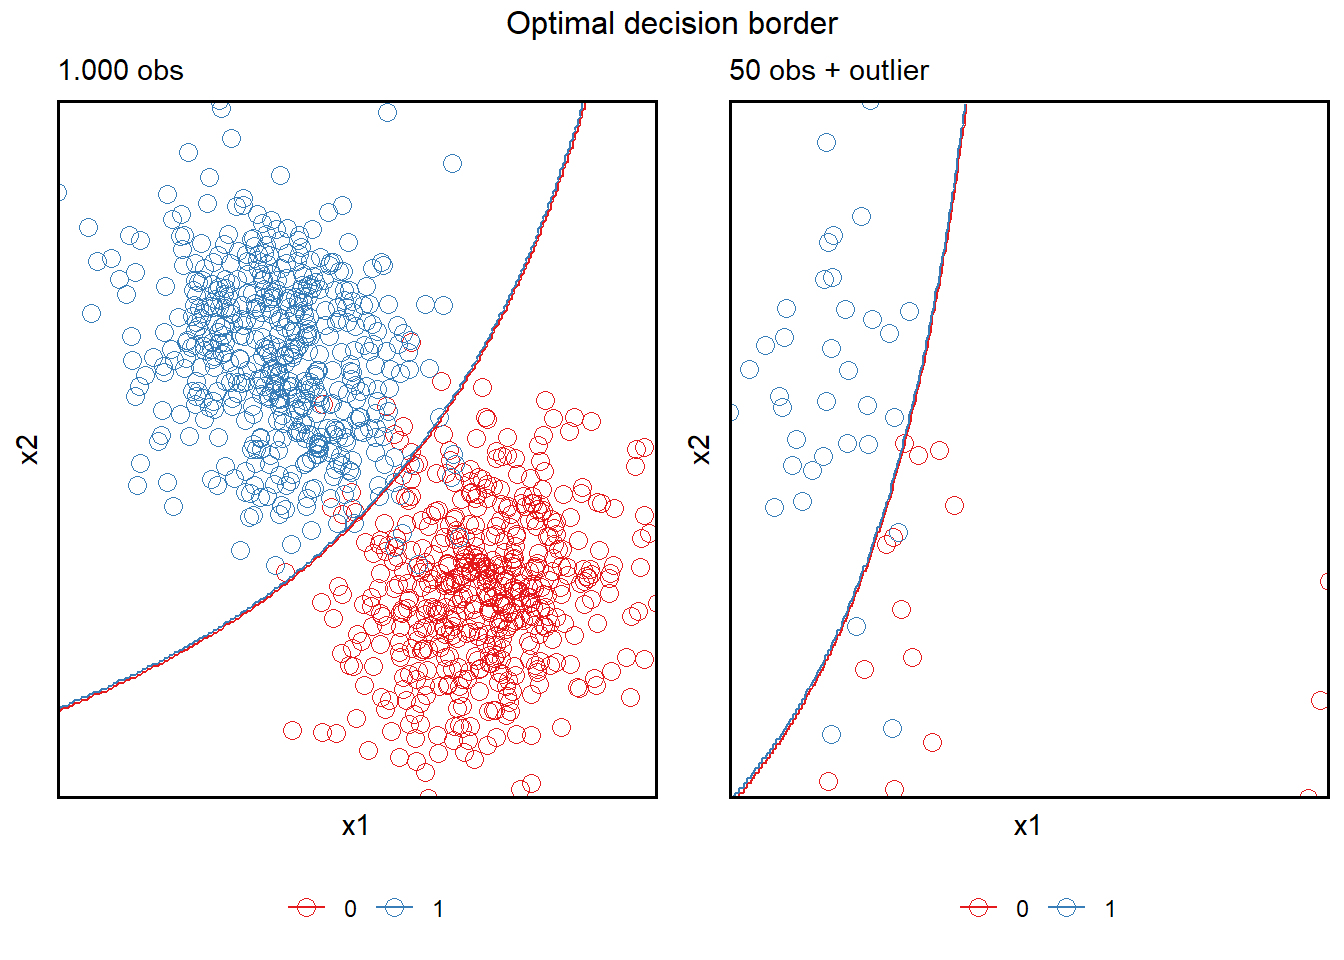 Optimal decision border
1.000 obs
50 obs + outlier
x2
x2
x1
x1
0 1
0 1